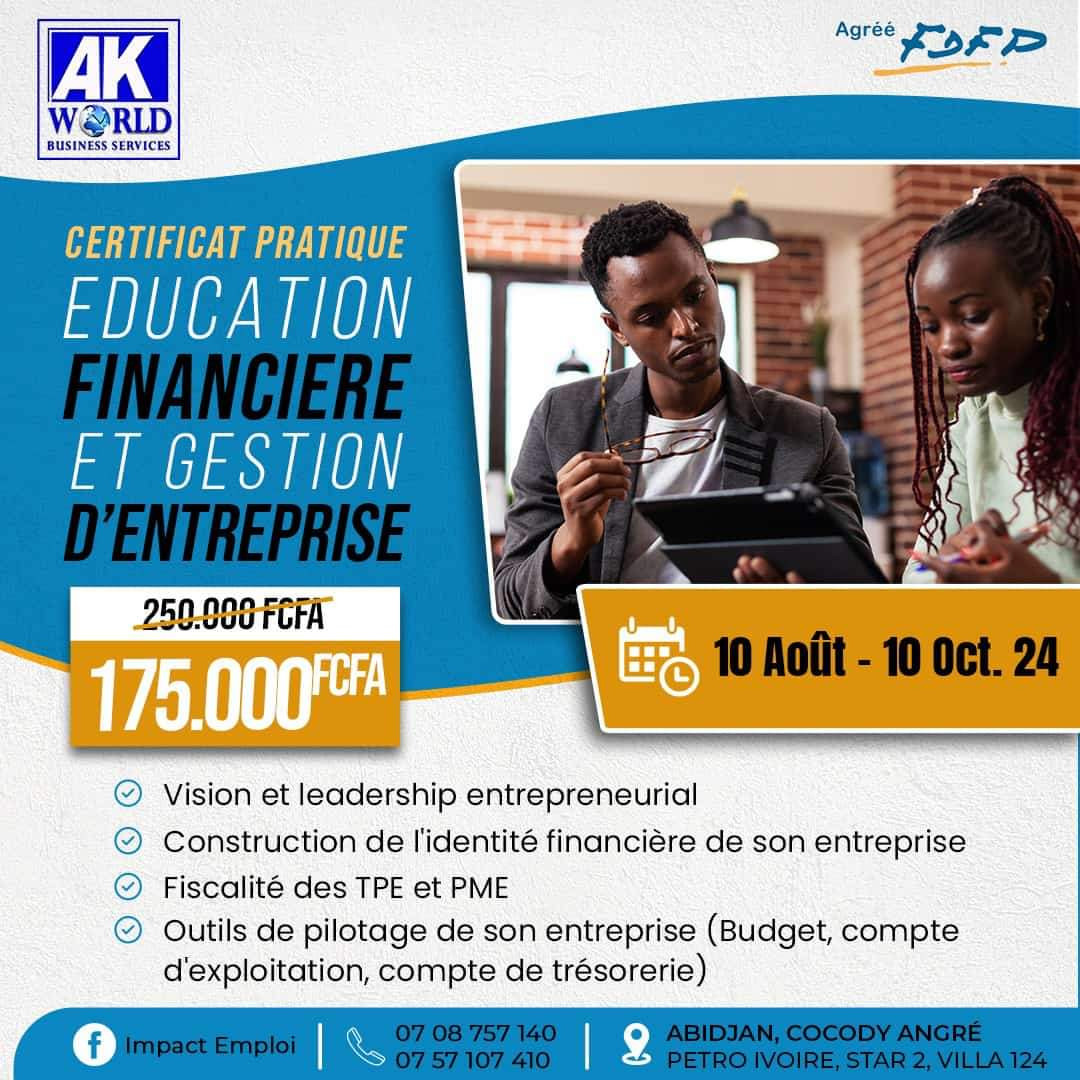 AK
WORLD
BUSINESS SERVICES
Agréé FDFP
CERTIFICAT PRATIQUE
EDUCATION
FINANCIERE
ET GESTION
D'ENTREPRISE
250.000 FCFA
175.000 FCFA
10 Août - 10 Oct. 24
Vision et leadership entrepreneurial
Construction de l'identité financière de son entreprise
Fiscalité des TPE et PME
Outils de pilotage de son entreprise (Budget, compte
d'exploitation, compte de trésorerie)
Impact Emploi
07 08 757 140
07 57 107 410
ABIDJAN, COCODY ANGRÉ
PETRO IVOIRE, STAR 2, VILLA 124